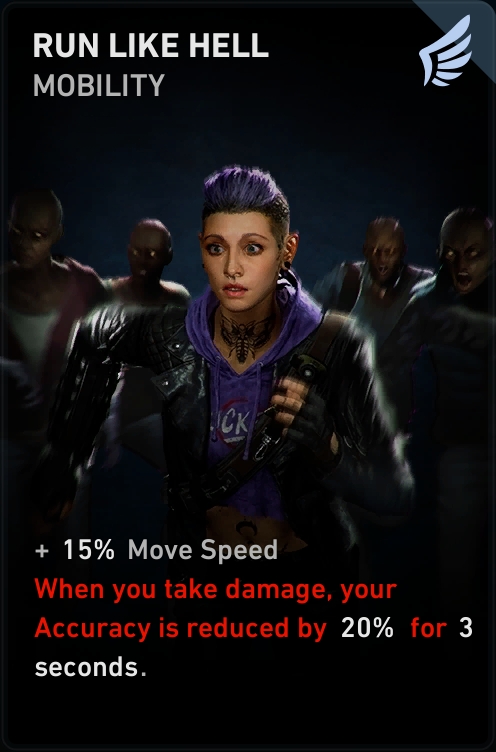 RUN LIKE HELL
MOBILITY
CK
+ 15% Move Speed
When you take damage, your
Accuracy is reduced by 20% for 3
seconds.